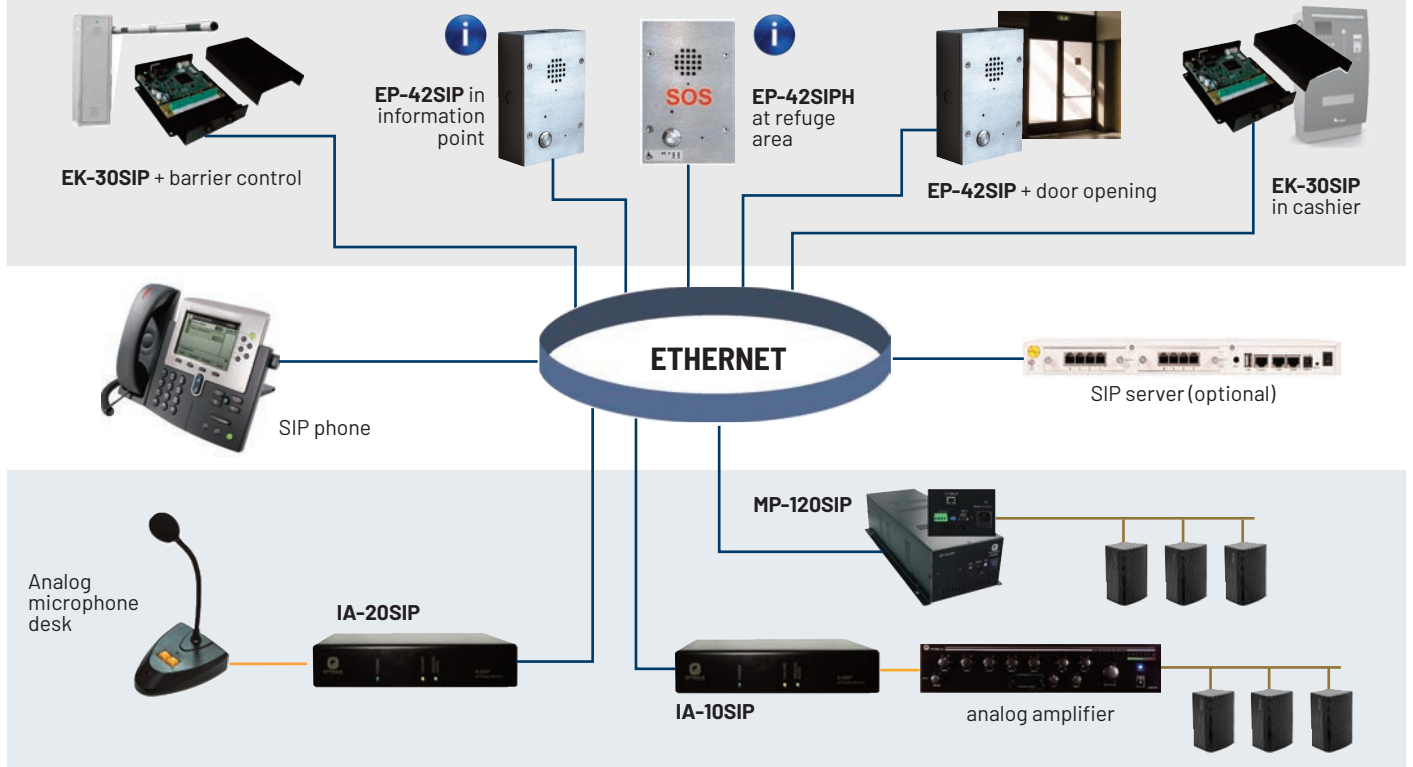 EK-30SIP + barrier control
i
EP-42SIP in
information
point
SOS
i
EP-42SIPH
at refuge
area
EP-42SIP + door opening
EK-30SIP
in cashier
ETHERNET
SIP phone
SIP server (optional)
Analog
microphone
desk
IA-20SIP
MP-120SIP
IA-10SIP
analog amplifier